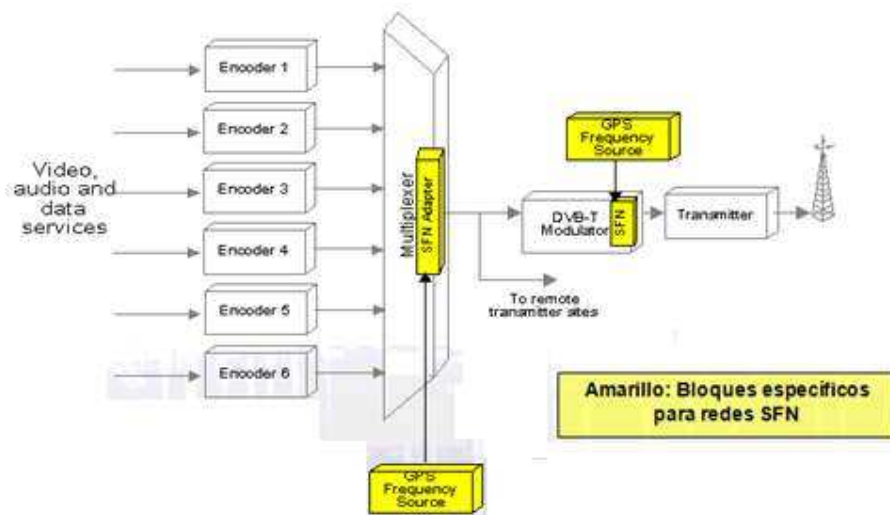 Video,
audio and
data
services
Encoder 1
Encoder 2
Encoder 3
Encoder 4
Encoder 5
Encoder 6
Multiplexer
SFN Adapter
GPS
Frequency
Source
DVB-T
Modulator
SFN
GPS
Frequency
Source
Transmitter
To remote
transmitter sites
Amarillo: Bloques específicos
para redes SFN